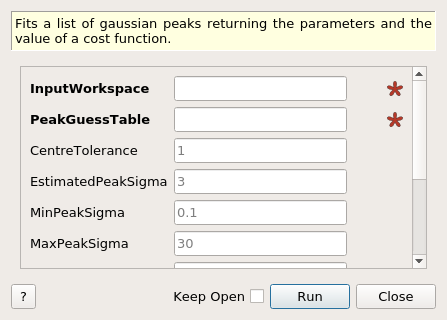 Fits a list of gaussian peaks returning the parameters and the
value of a cost function.
InputWorkspace
PeakGuessTable
CentreTolerance 1
EstimatedPeakSigma 3
MinPeakSigma 0.1
MaxPeakSigma 30
? Keep Open Run Close